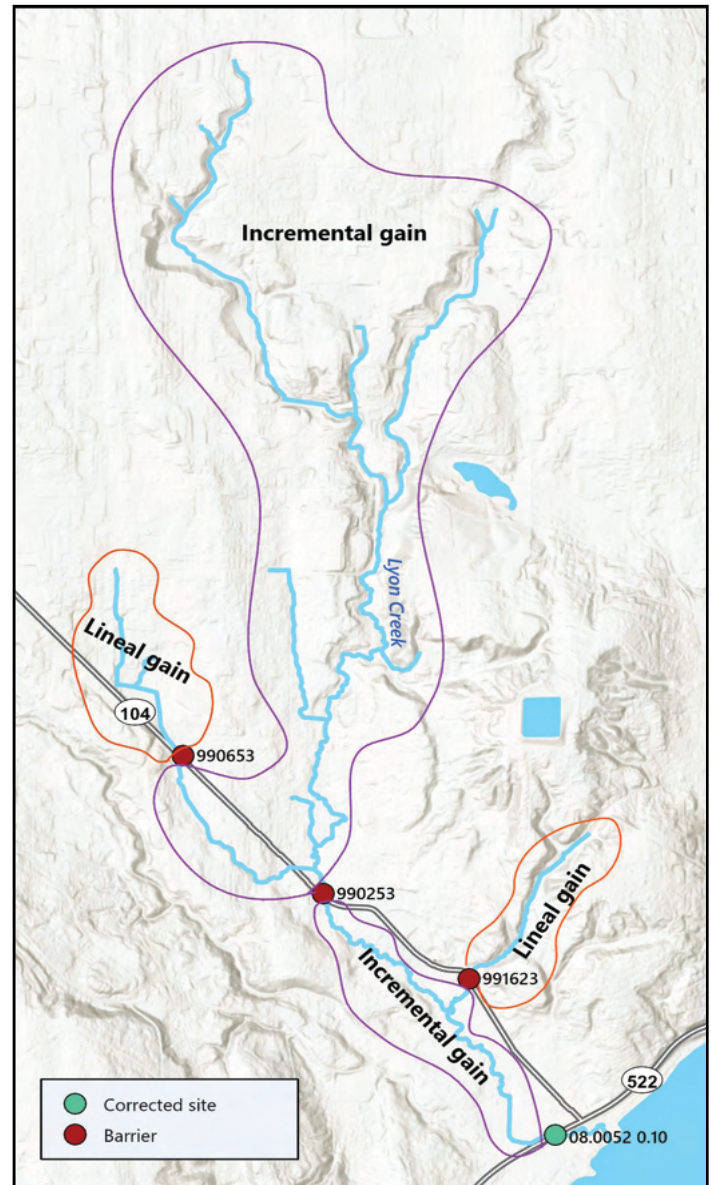 Incremental gain
Lyon Creek
Lineal gain
104
990653
990253
Lineal gain
991623
Incremental gain
522
08.0052 0.10
Corrected site
Barrier